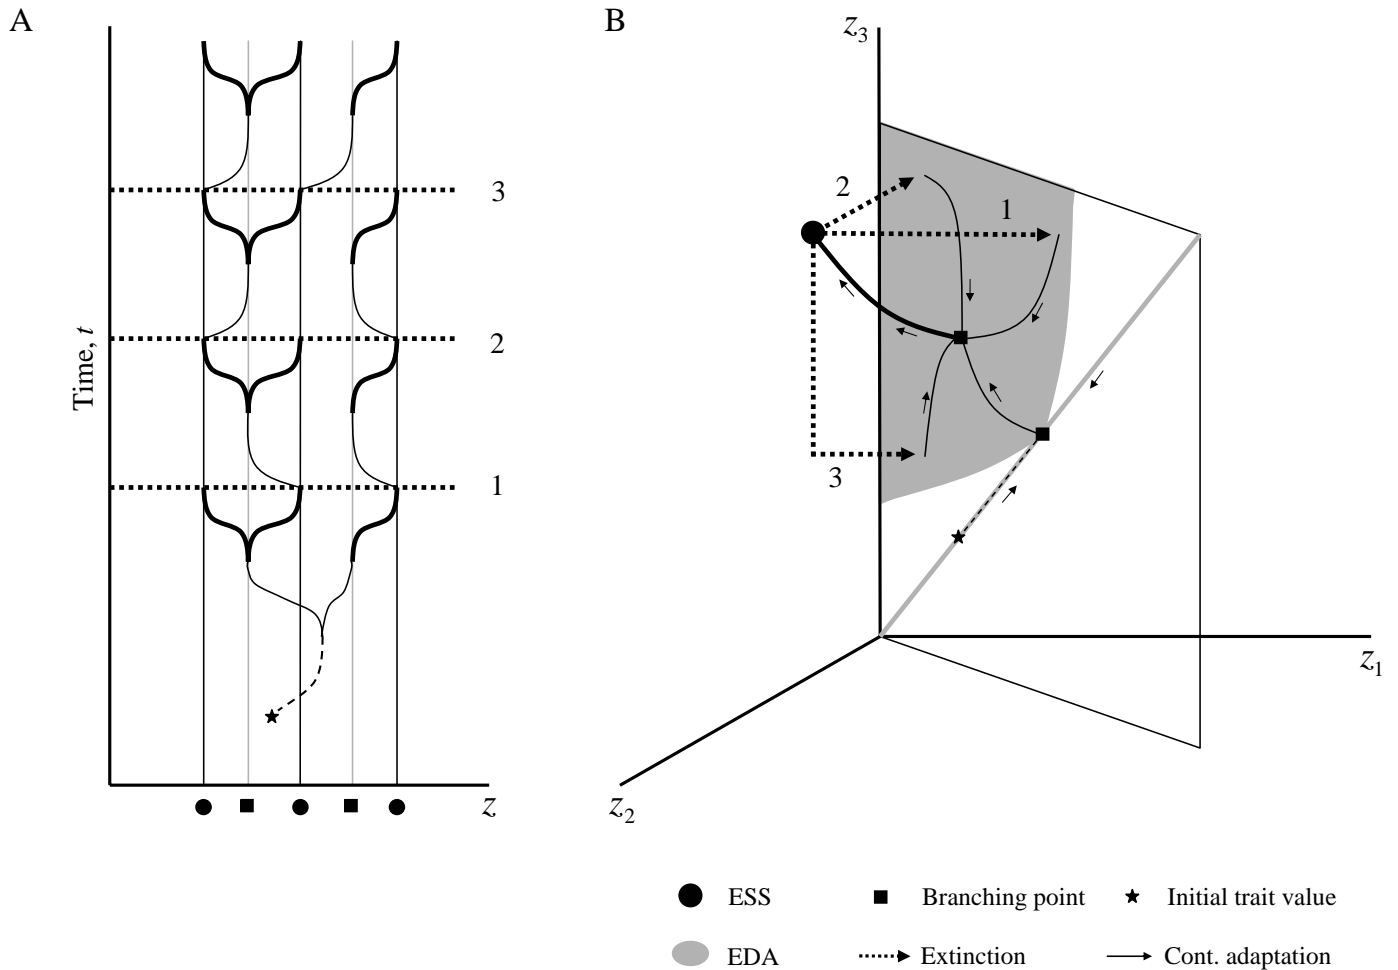 A
B
z3
3
2
1
2
1
3
Time, t
z
z1
z2
ESS
Branching point
Initial trait value
EDA
Extinction
Cont. adaptation